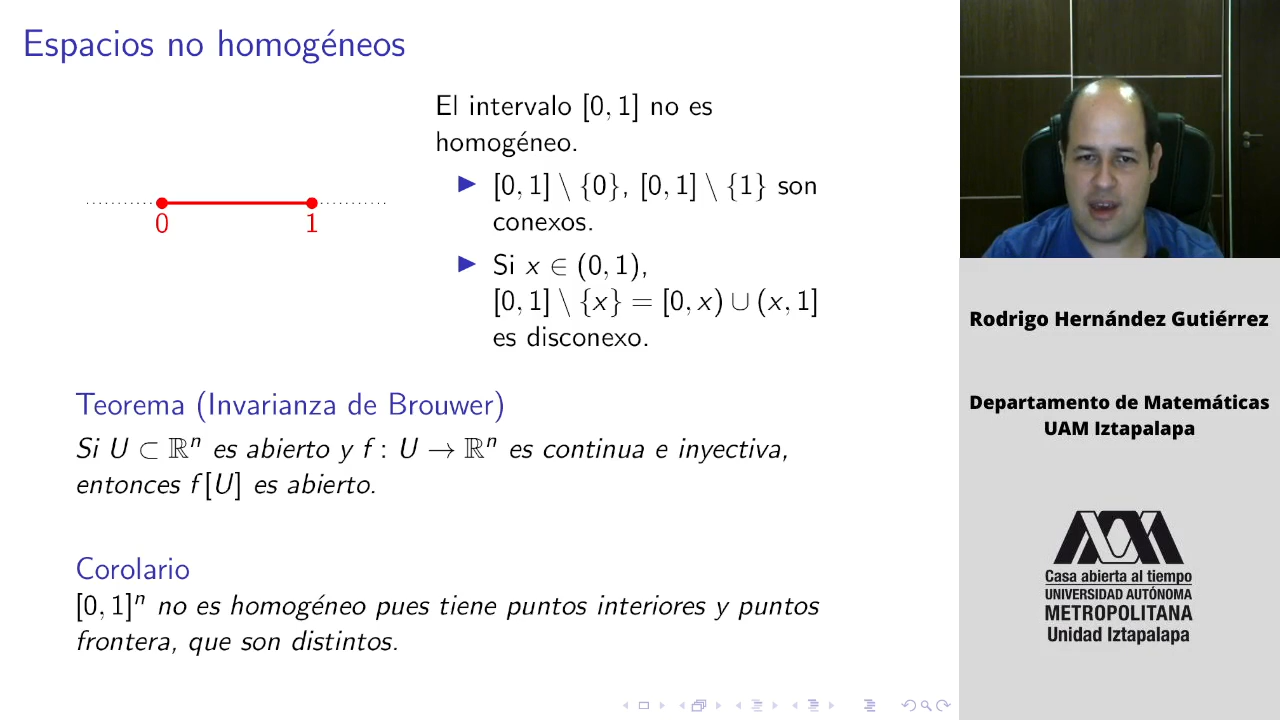 Espacios no homogéneos
0 1
El intervalo [0, 1] no es
homogéneo.
▶ [0, 1] \ {0}, [0, 1] \ {1} son
conexos.
▶ Si x ∈ (0, 1),
[0, 1] \ {x} = [0, x) ∪ (x, 1]
es disconexo.
Teorema (Invarianza de Brouwer)
Si U ⊂ ℝⁿ es abierto y f : U → ℝⁿ es continua e inyectiva,
entonces f [U] es abierto.
Corolario
[0, 1]ⁿ no es homogéneo pues tiene puntos interiores y puntos
frontera, que son distintos.
Rodrigo Hernández Gutiérrez
Departamento de Matemáticas
UAM Iztapalapa
Casa abierta al tiempo
UNIVERSIDAD AUTÓNOMA
METROPOLITANA
Unidad Iztapalapa